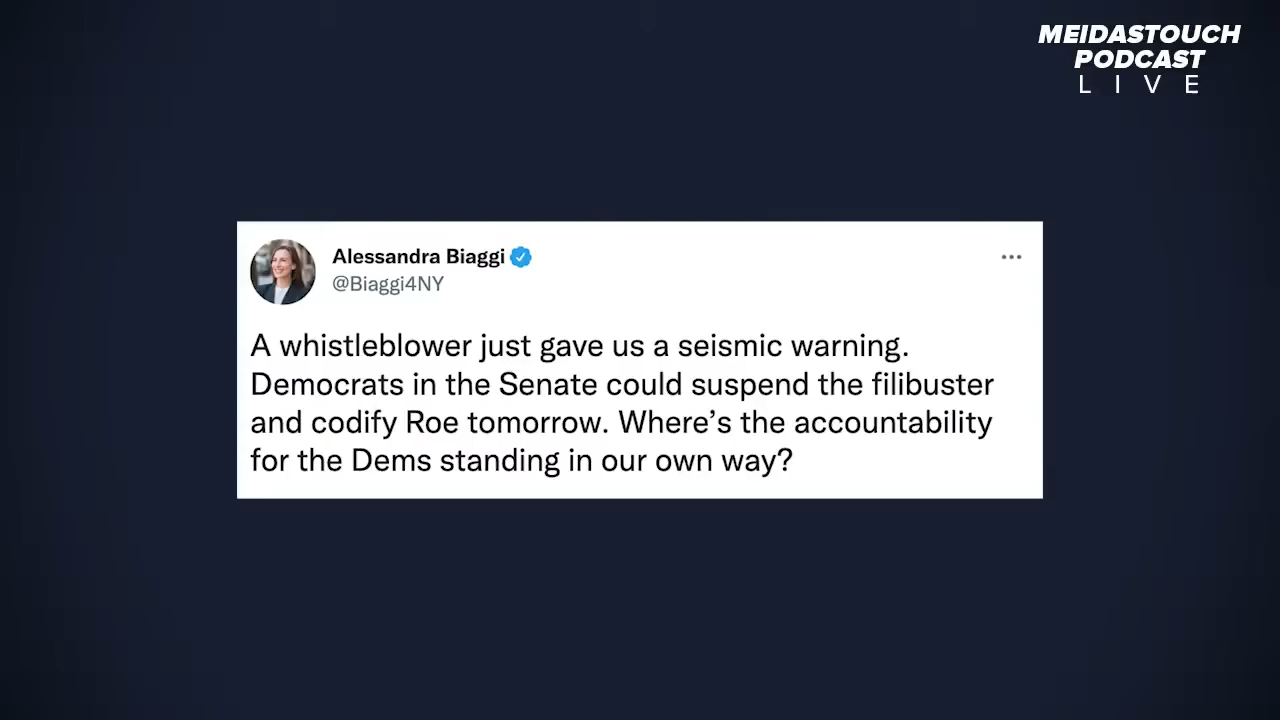 MEIDASTOUCH
PODCAST
LIVE
Alessandra Biaggi
@Biaggi4NY
A whistleblower just gave us a seismic warning.
Democrats in the Senate could suspend the filibuster
and codify Roe tomorrow. Where’s the accountability
for the Dems standing in our own way?